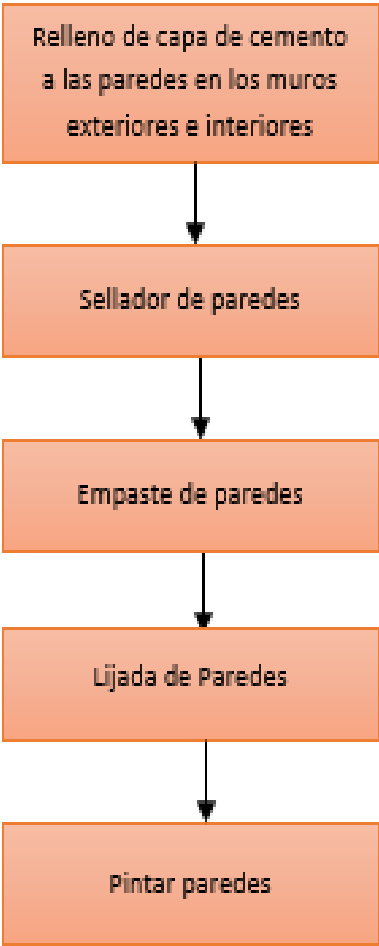 Relleno de capa de cemento
a las paredes en los muros
exteriores e interiores
Sellador de paredes
Empaste de paredes
Lijada de Paredes
Pintar paredes